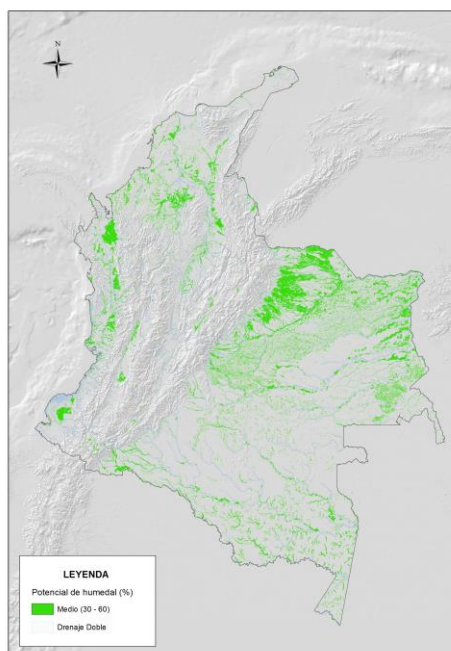 N
LEYENDA
Potencial de humedal (%)
Medio (30 - 60)
Drenaje Doble